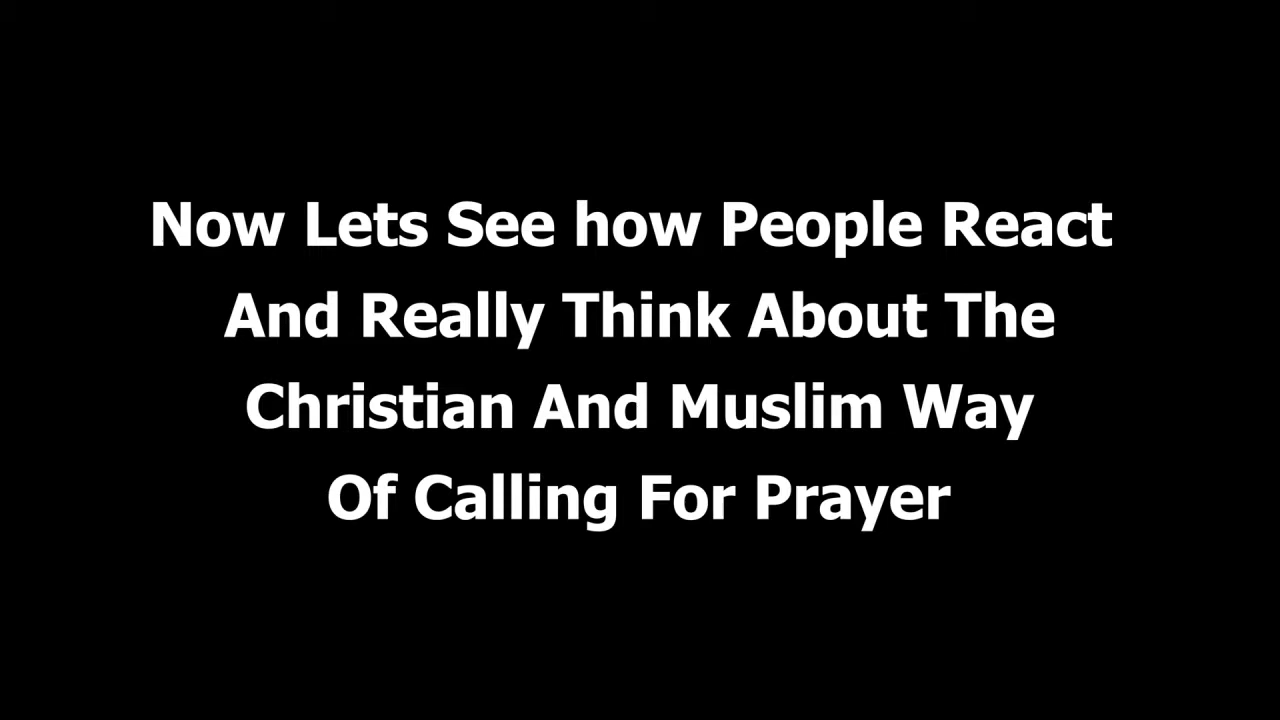 Now Lets See how People React
And Really Think About The
Christian And Muslim Way
Of Calling For Prayer